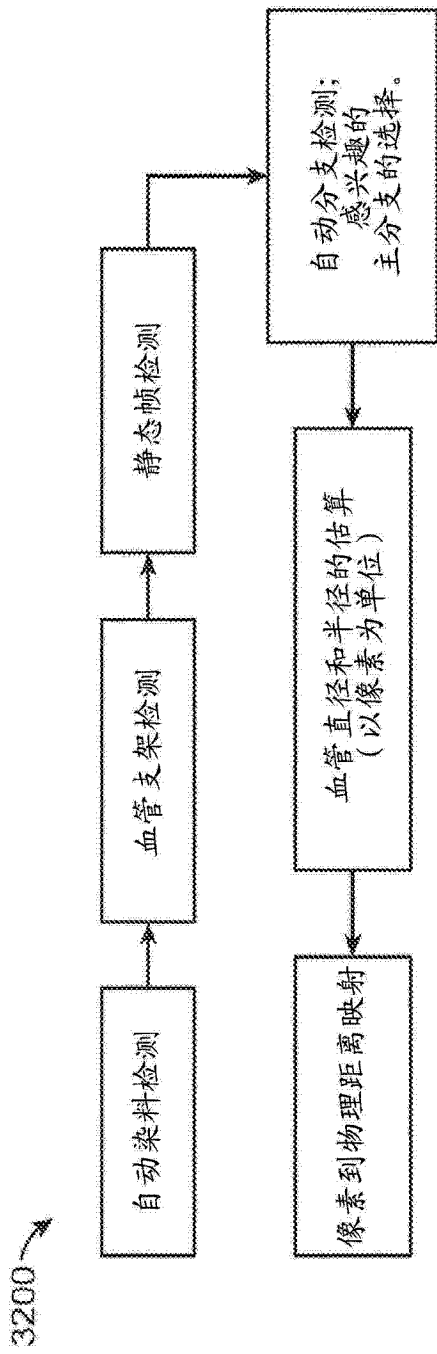 3200
自动染料检测
血管支架检测
静态帧检测
自动分支检测;
感兴趣的
主分支的选择。
血管直径和半径的估算
(以像素为单位)
像素到物理距离映射